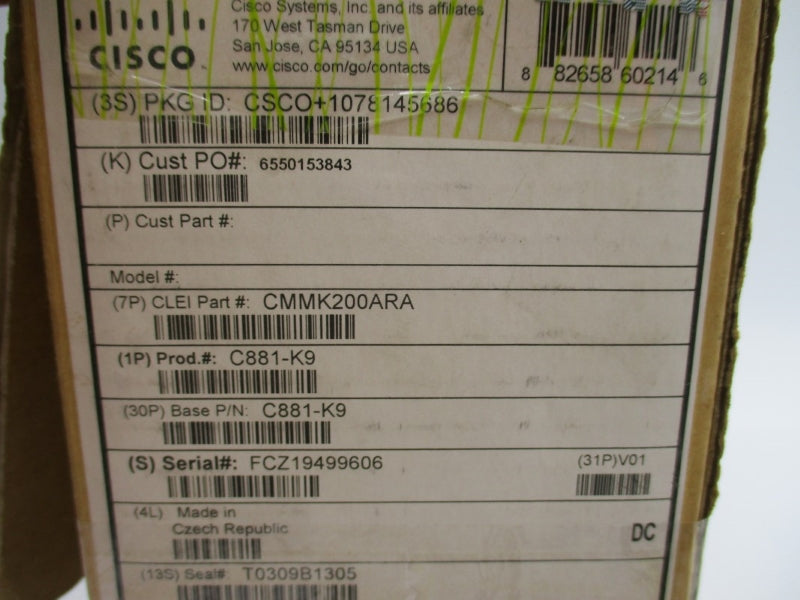 Cisco Systems, Inc. and its affiliates
170 West Tasman Drive
San Jose, CA 95134 USA
www.cisco.com/go/contacts
CISCO
8 82658 60214 6
(3S) PKG ID: CSCO+1078145686
(K) Cust PO#: 6550153843
(P) Cust Part #:
Model #:
(7P) CLEI Part #: CMMK200ARA
(1P) Prod.#: C881-K9
(30P) Base P/N: C881-K9
(S) Serial#: FCZ19499606
(31P)V01
(4L) Made in
Czech Republic
DC
(13S) Seal# T0309B1305